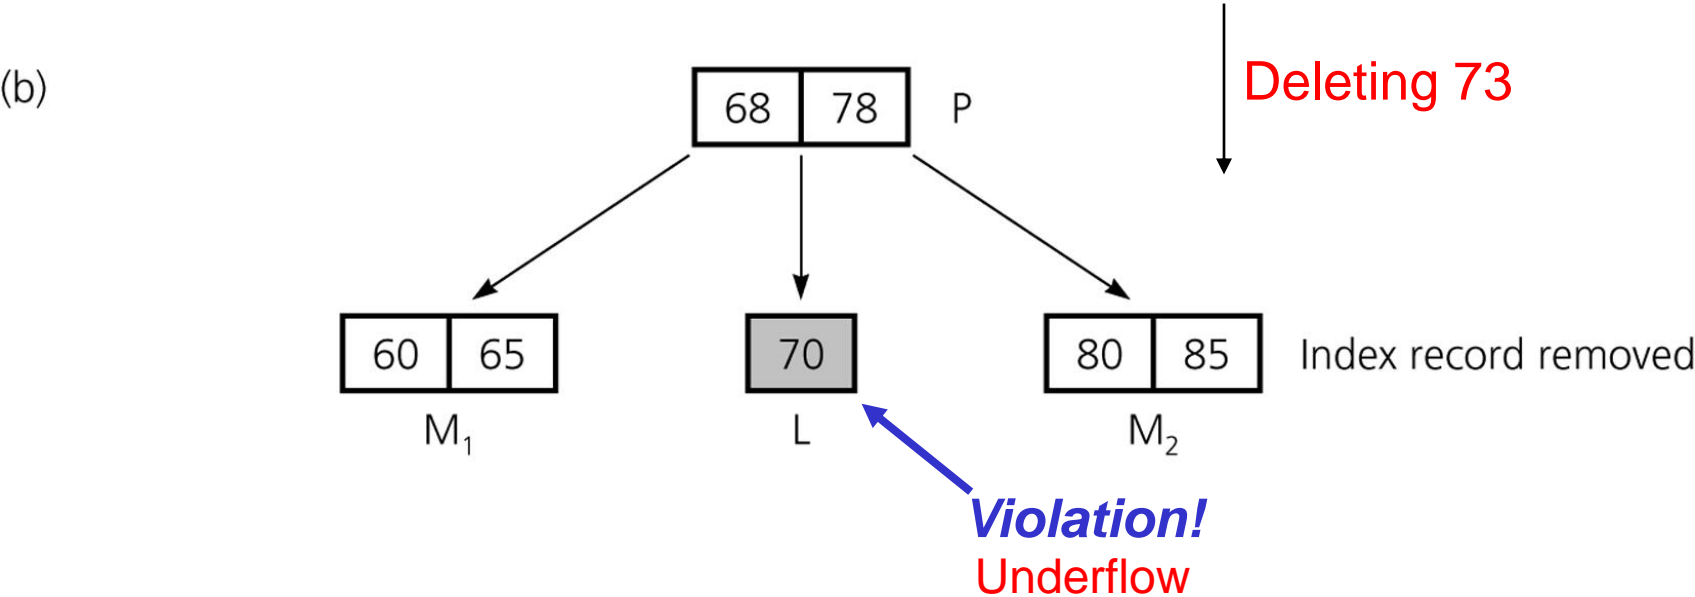 (b)
68 78 P
Deleting 73
60 65
70
80 85
Index record removed
M₁
L
M₂
Violation!
Underflow